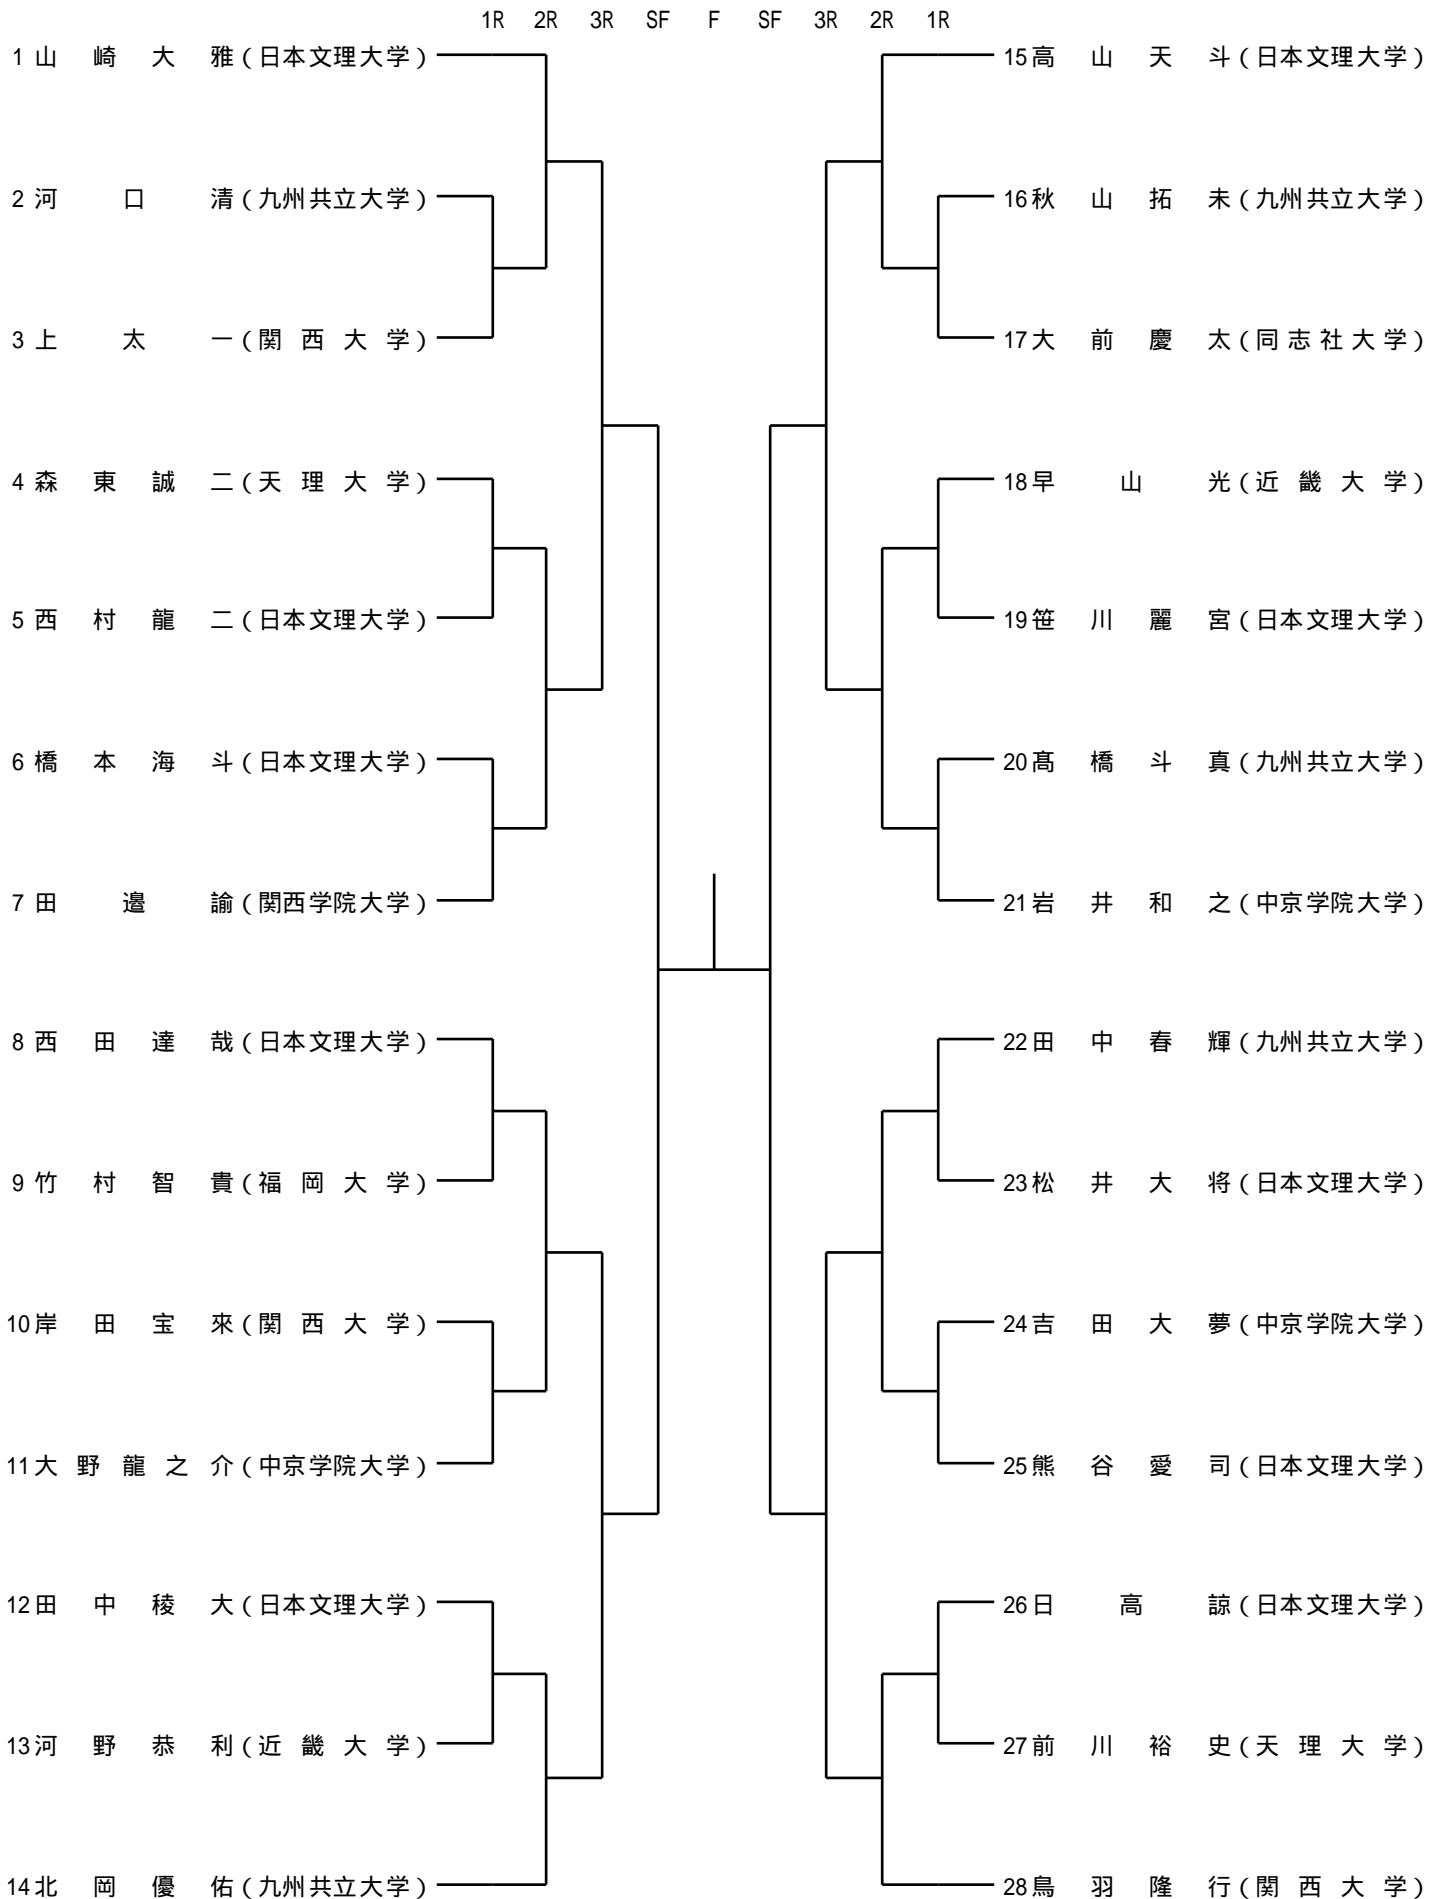 1R 2R 3R SF F SF 3R 2R 1R
1 山崎大雅(日本文理大学)
2 河口清(九州共立大学)
3 上太一(関西大学)
4 森東誠二(天理大学)
5 西村龍二(日本文理大学)
6 橋本海斗(日本文理大学)
7 田邉諭(関西学院大学)
8 西田達哉(日本文理大学)
9 竹村智貴(福岡大学)
10 岸田宝來(関西大学)
11 大野龍之介(中京学院大学)
12 田中稜大(日本文理大学)
13 河野恭利(近畿大学)
14 北岡優佑(九州共立大学)
15 高山天斗(日本文理大学)
16 秋山拓未(九州共立大学)
17 大前慶太(同志社大学)
18 早山光(近畿大学)
19 笹川麗宮(日本文理大学)
20 髙橋斗真(九州共立大学)
21 岩井和之(中京学院大学)
22 田中春輝(九州共立大学)
23 松井大将(日本文理大学)
24 吉田大夢(中京学院大学)
25 熊谷愛司(日本文理大学)
26 日高諒(日本文理大学)
27 前川裕史(天理大学)
28 鳥羽隆行(関西大学)